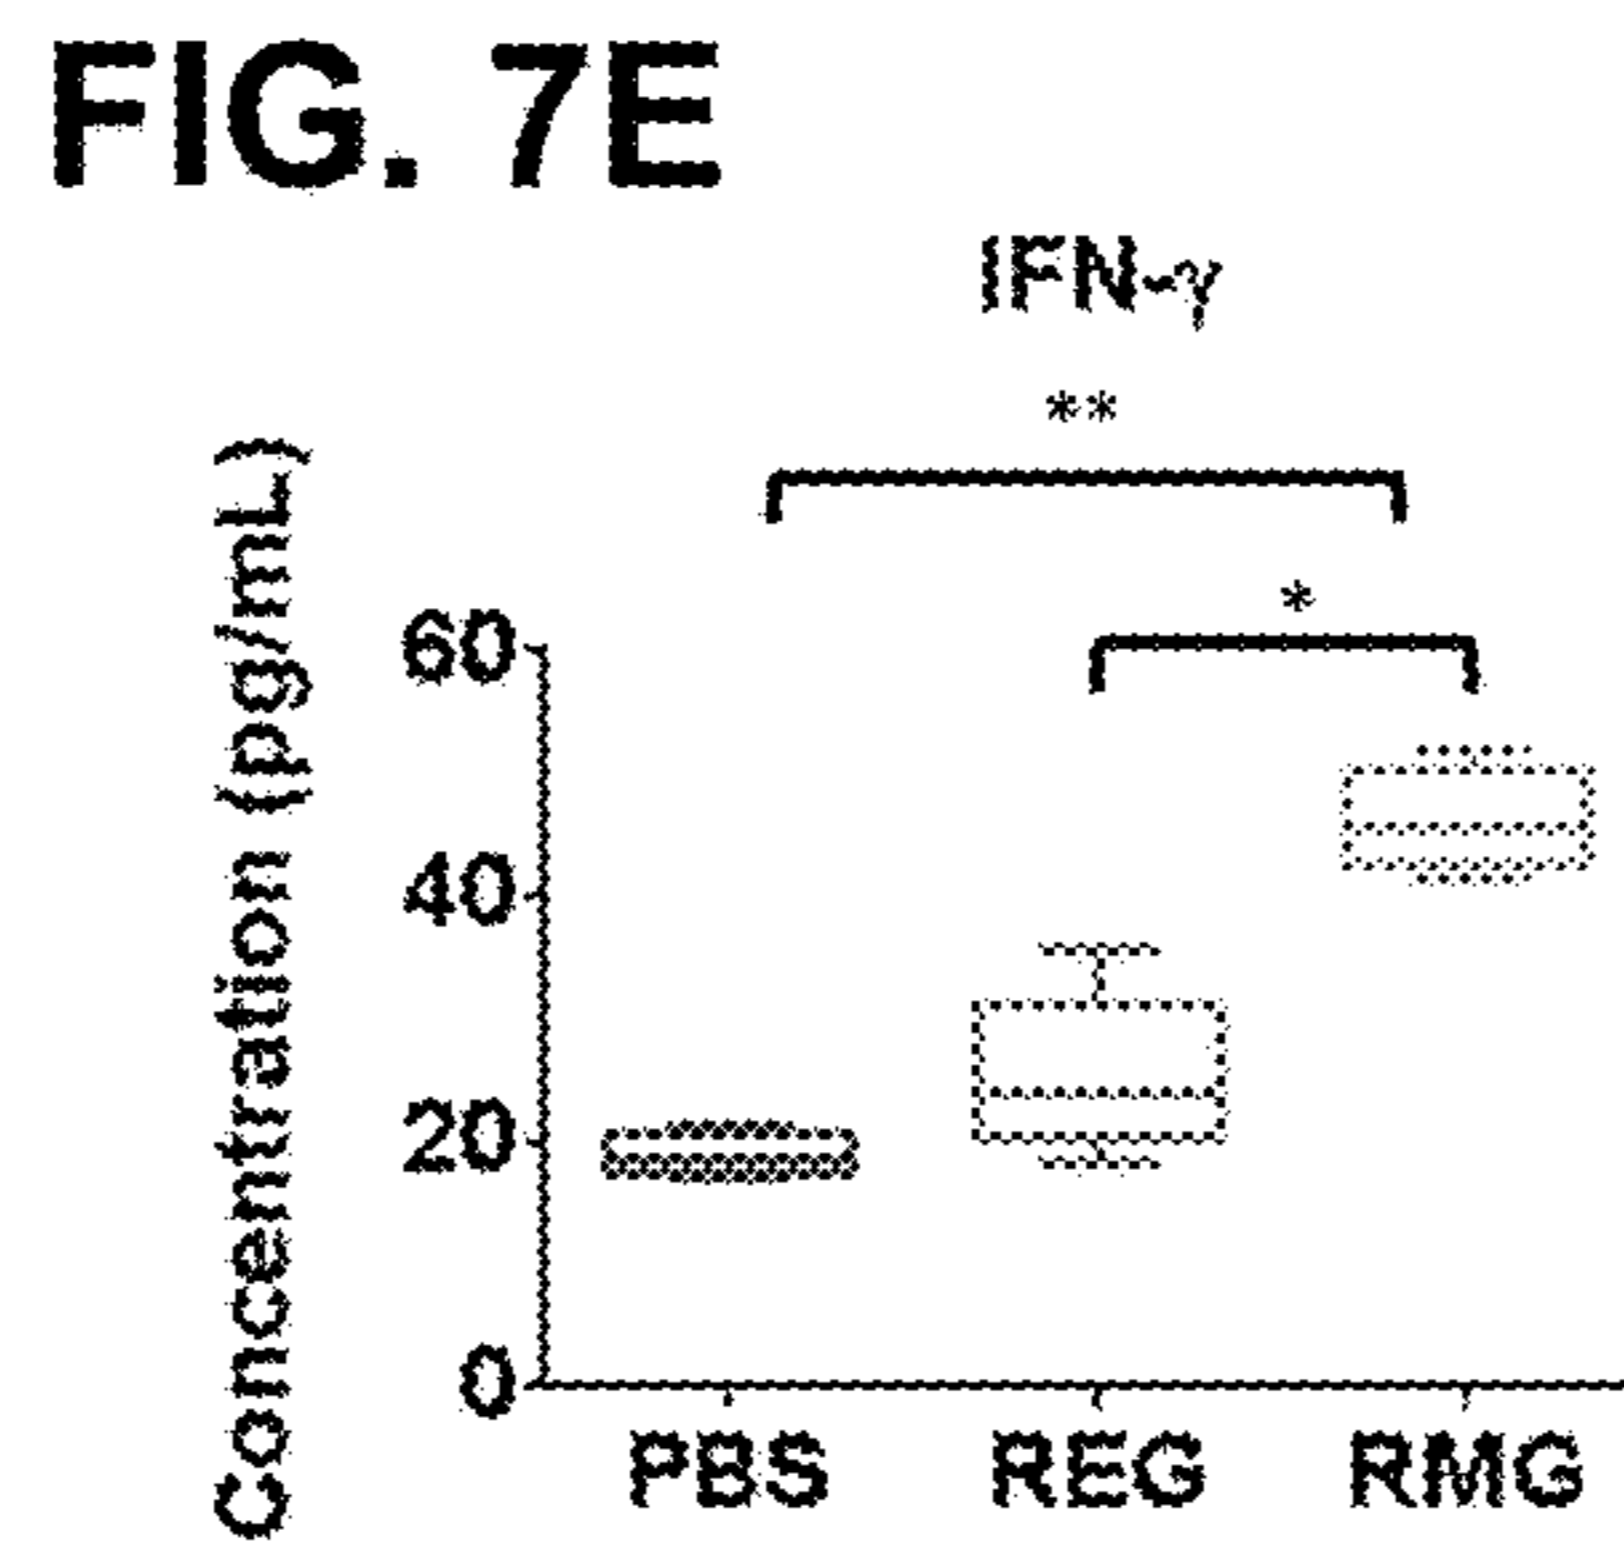 FIG. 7E
IFN-γ
**
*
Concentration (pg/mL)
60
40
20
0
PBS REG RMG